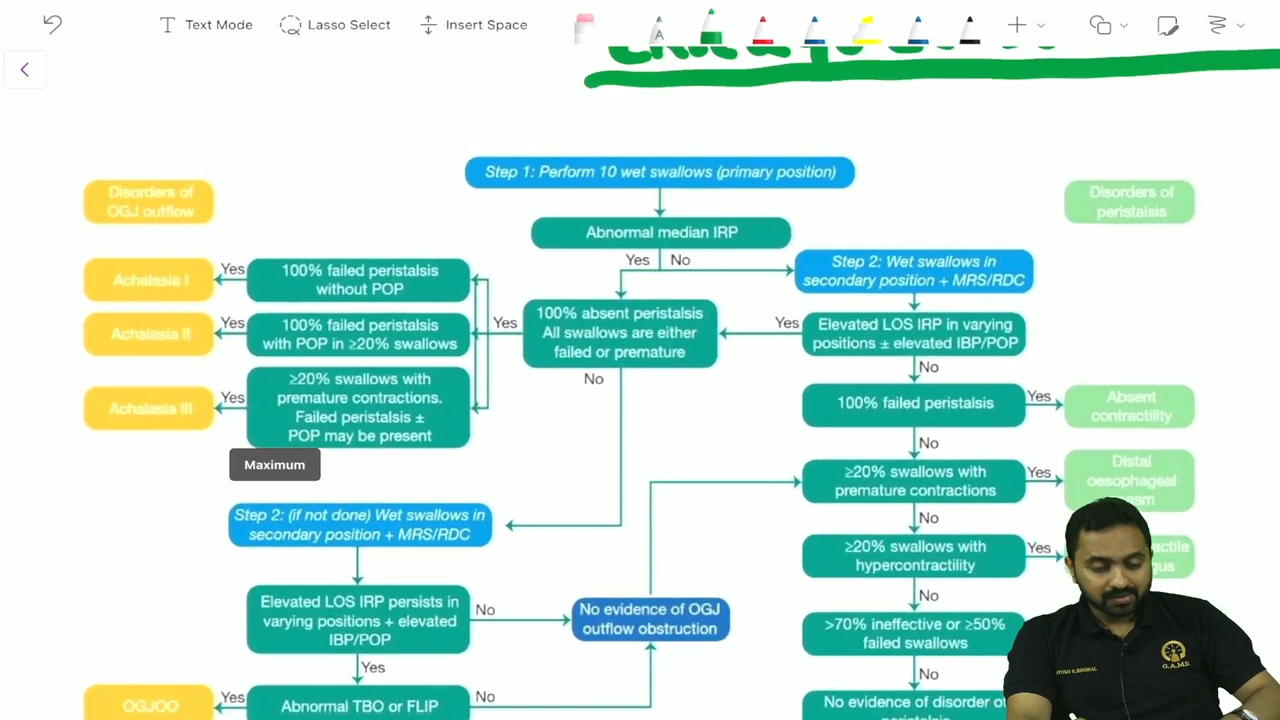 Text Mode
Lasso Select
Insert Space
A
Step 1: Perform 10 wet swallows (primary position)
Disorders of
OGJ outflow
Disorders of
peristalsis
Abnormal median IRP
Yes
No
Step 2: Wet swallows in
secondary position + MRS/RDC
Achalasia I
Yes
100% failed peristalsis
without POP
Achalasia II
Yes
100% failed peristalsis
with POP in ≥20% swallows
Yes
100% absent peristalsis
All swallows are either
failed or premature
Yes
Elevated LOS IRP in varying
positions ± elevated IBP/POP
No
Achalasia III
Yes
≥20% swallows with
premature contractions.
Failed peristalsis ±
POP may be present
No
100% failed peristalsis
Yes
Absent
contractility
No
Maximum
≥20% swallows with
premature contractions
Yes
Distal
oesophageal
No
Step 2: (if not done) Wet swallows in
secondary position + MRS/RDC
≥20% swallows with
hypercontractility
Yes
No
Elevated LOS IRP persists in
varying positions + elevated
IBP/POP
No
No evidence of OGJ
outflow obstruction
>70% ineffective or ≥50%
failed swallows
Yes
No
OGJOO
Yes
Abnormal TBO or FLIP
No
No evidence of disorder of
peristalsis
G.A.M.E